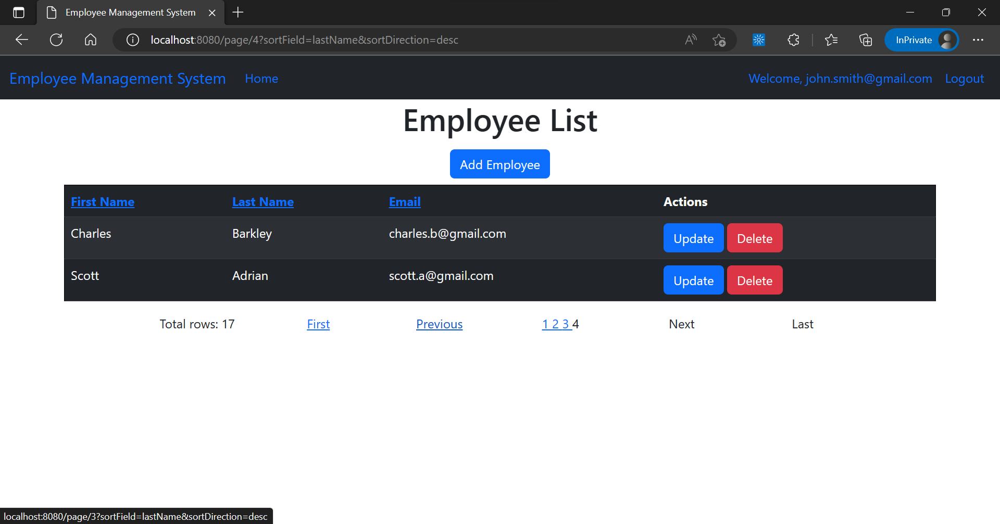 Employee Management System
localhost:8080/page/4?sortField=lastName&sortDirection=desc
InPrivate
Employee Management System Home Welcome, john.smith@gmail.com Logout
Employee List
Add Employee
First Name Last Name Email Actions
Charles Barkley charles.b@gmail.com Update Delete
Scott Adrian scott.a@gmail.com Update Delete
Total rows: 17 First Previous 1 2 3 4 Next Last
localhost:8080/page/3?sortField=lastName&sortDirection=desc